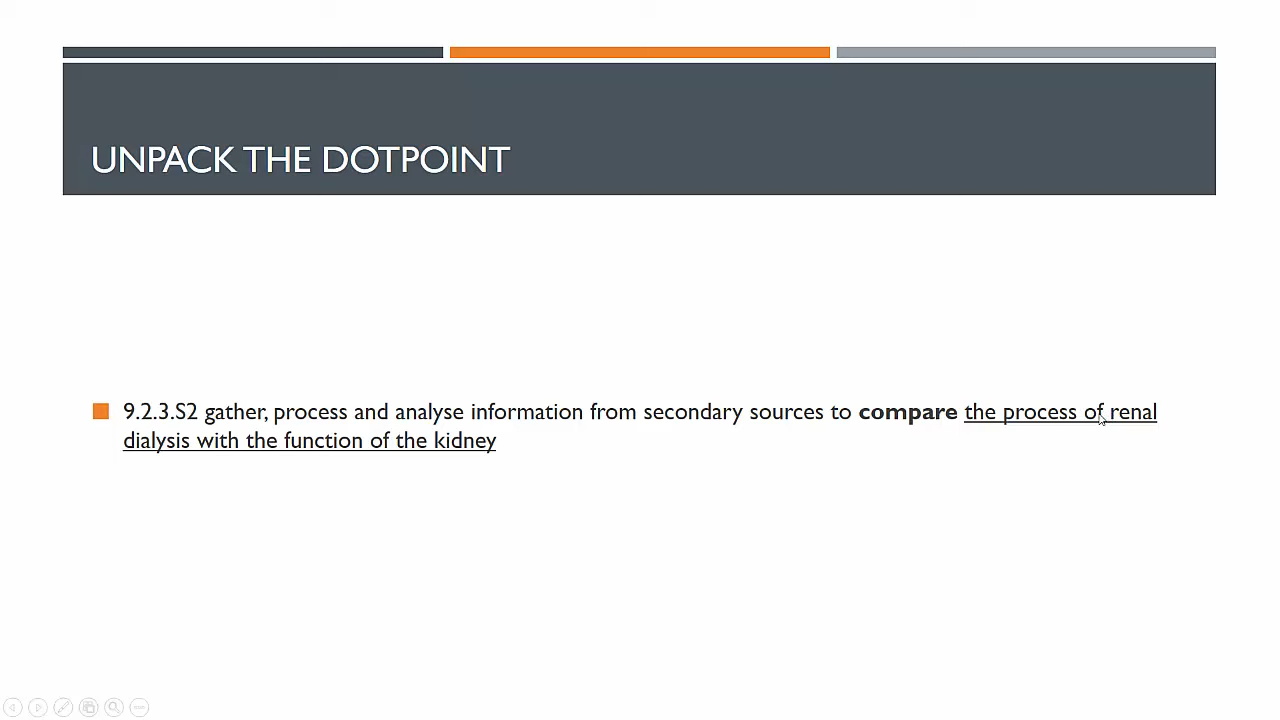 UNPACK THE DOTPOINT
9.2.3.S2 gather, process and analyse information from secondary sources to compare the process of renal
dialysis with the function of the kidney